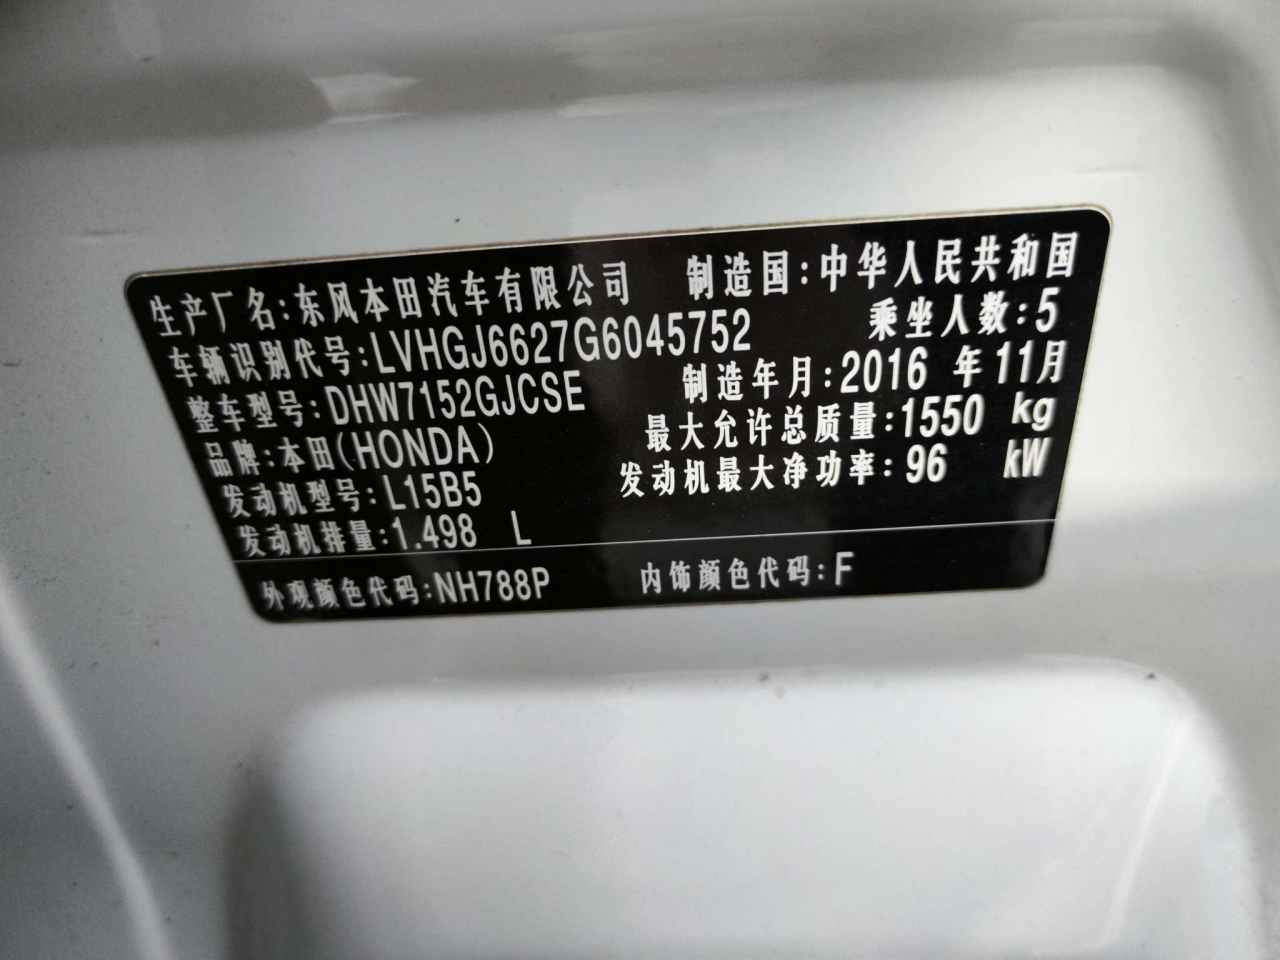 生产厂名:东风本田汽车有限公司 制造国:中华人民共和国
车辆识别代号:LVHGJ6627G6045752 乘坐人数:5
整车型号:DHW7152GJCSE 制造年月:2016 年11月
品牌:本田(HONDA) 最大允许总质量:1550 kg
发动机型号:L15B5 发动机最大净功率:96 kW
发动机排量:1.498 L
外观颜色代码:NH788P 内饰颜色代码:F